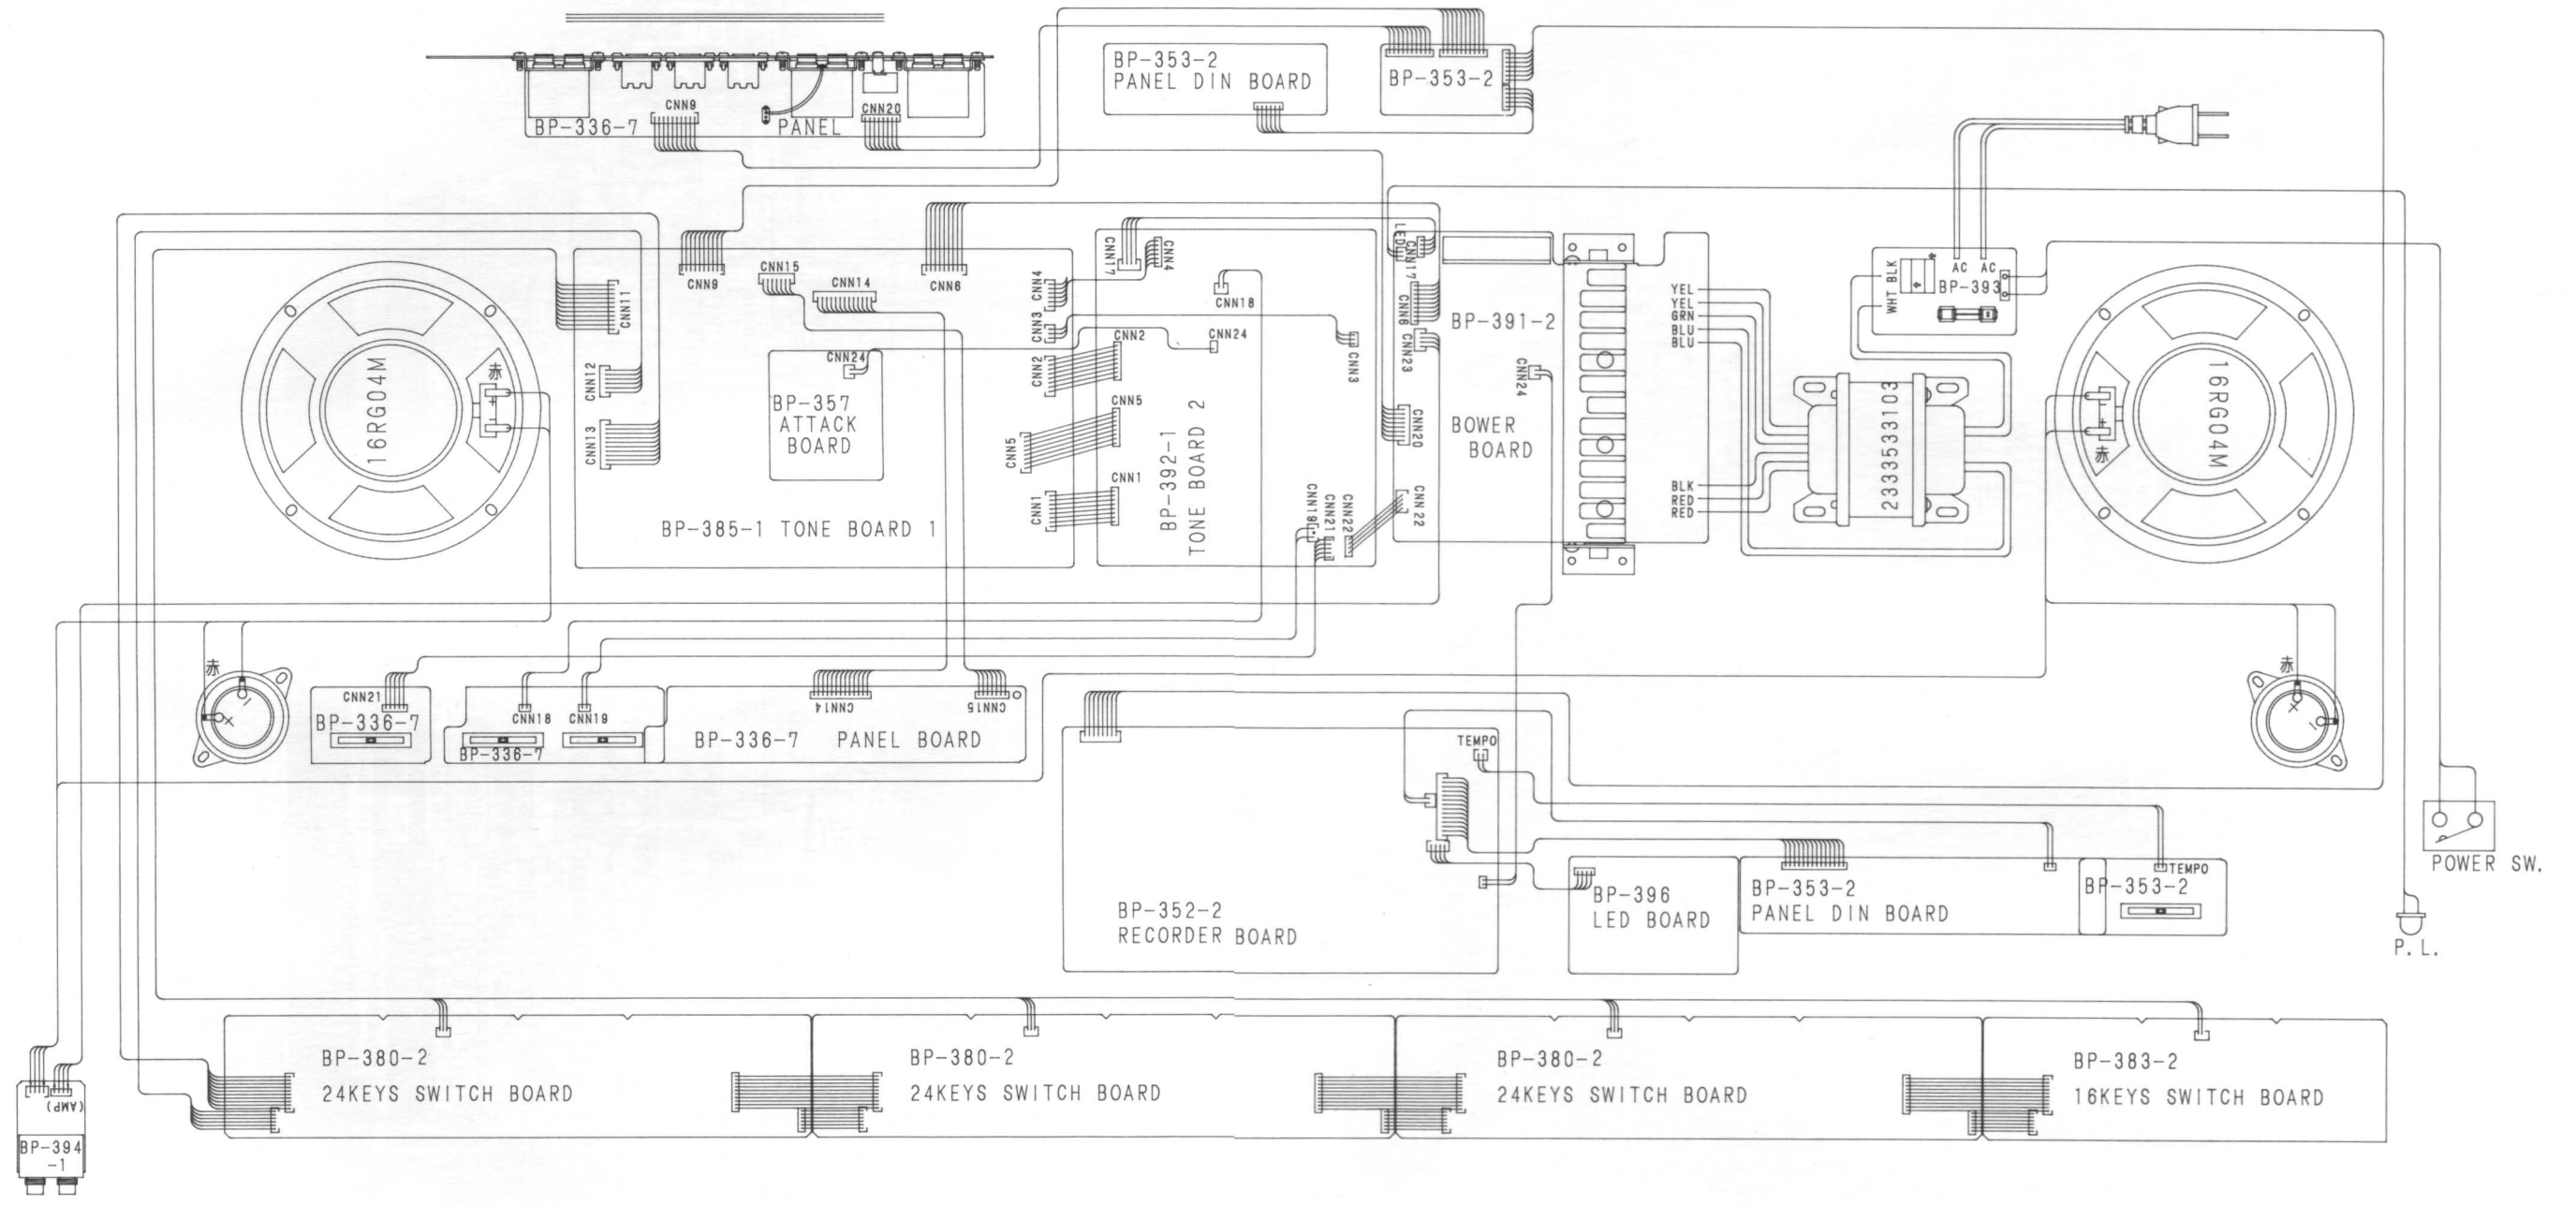 BP-353-2
PANEL DIN BOARD
BP-353-2
CNN9
CNN20
BP-336-7
PANEL
CNN9
CNN15
CNN14
CNN6
CNN11
CNN12
CNN13
CNN4
CNN3
CNN2
CNN5
CNN1
CNN24
BP-357
ATTACK
BOARD
BP-385-1 TONE BOARD 1
16RG04M
赤
+
-
CNN17
CNN4
CNN18
CNN24
CNN3
CNN2
CNN5
CNN1
BP-392-1
TONE BOARD 2
CNN19
CNN21
CNN22
LED
CNN17
CNN6
CNN23
CNN20
CNN22
CNN24
BP-391-2
BOWER
BOARD
YEL
YEL
GRN
BLU
BLU
BLK
RED
RED
2333533103
WHT
BLK
AC
AC
BP-393
16RG04M
-
+
赤
赤
CNN21
BP-336-7
CNN18
CNN19
BP-336-7
CNN14
CNN15
BP-336-7
PANEL BOARD
TEMPO
BP-352-2
RECORDER BOARD
BP-396
LED BOARD
BP-353-2
PANEL DIN BOARD
TEMPO
BP-353-2
赤
POWER SW.
P. L.
BP-380-2
24KEYS SWITCH BOARD
BP-380-2
24KEYS SWITCH BOARD
BP-380-2
24KEYS SWITCH BOARD
BP-383-2
16KEYS SWITCH BOARD
(AMP)
BP-394
-1